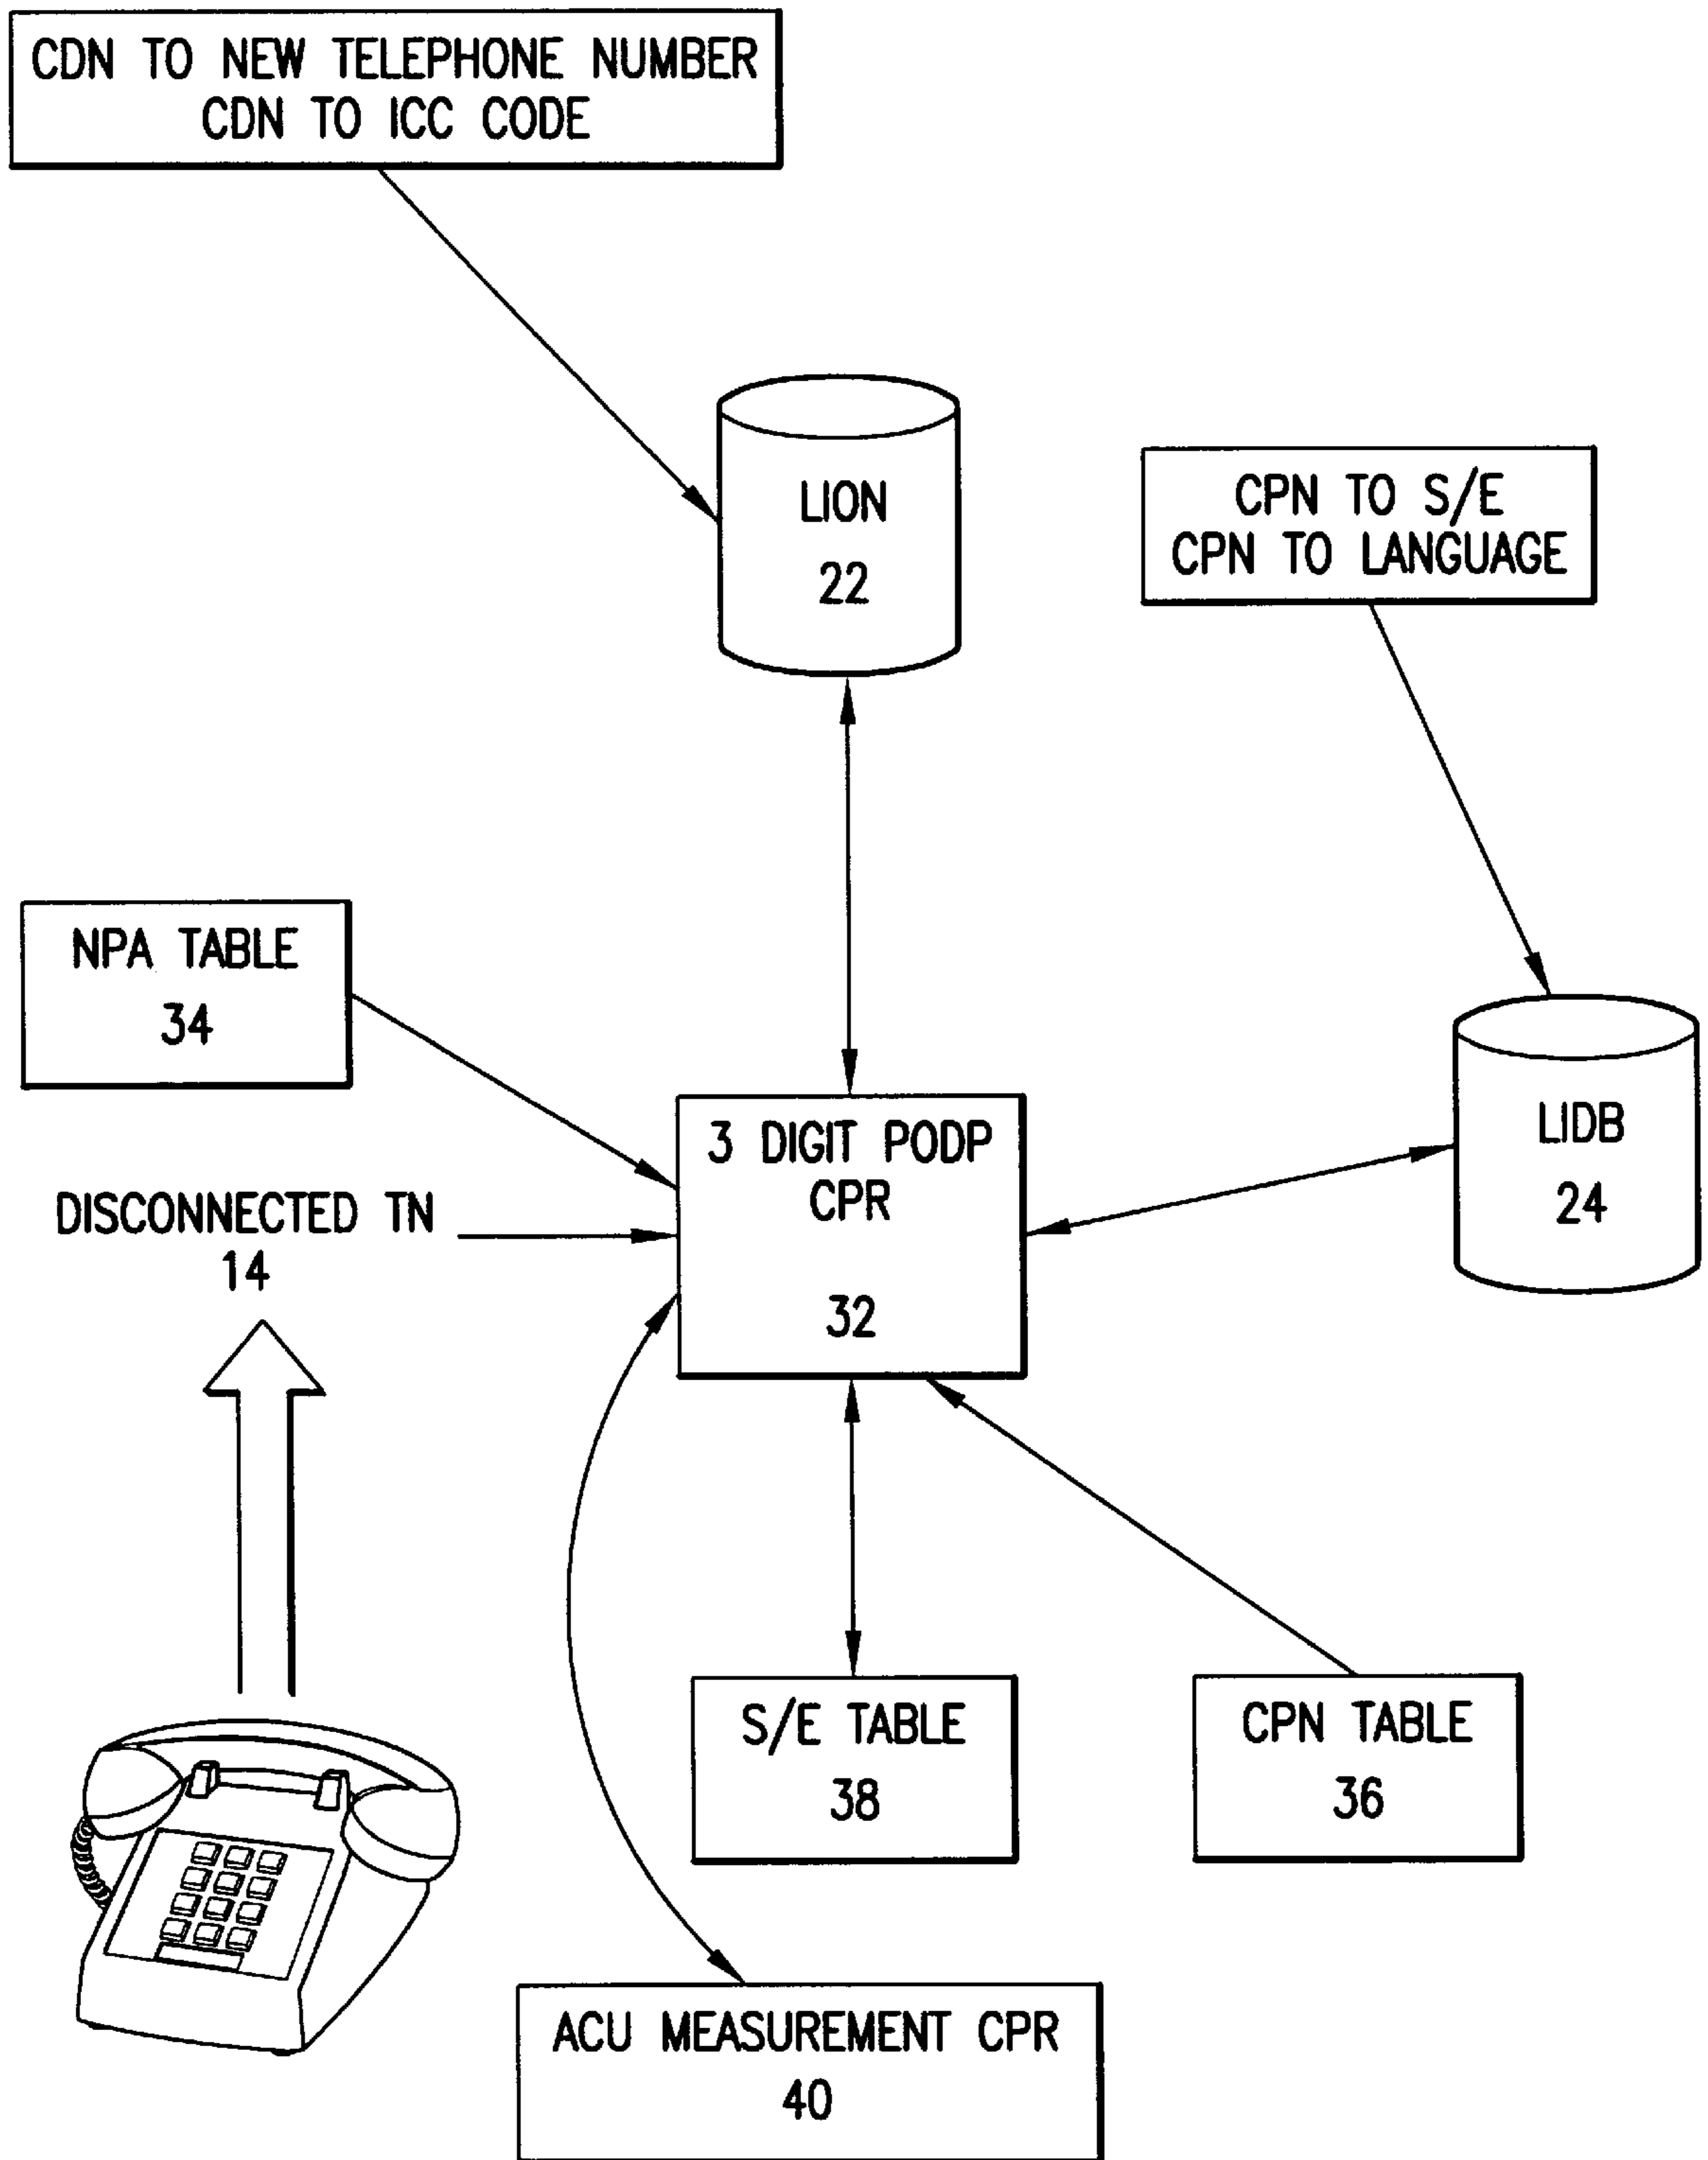 CDN TO NEW TELEPHONE NUMBER
CDN TO ICC CODE
LION
22
CPN TO S/E
CPN TO LANGUAGE
NPA TABLE
34
LIDB
24
3 DIGIT PODP
CPR
32
DISCONNECTED TN
14
S/E TABLE
38
CPN TABLE
36
ACU MEASUREMENT CPR
40